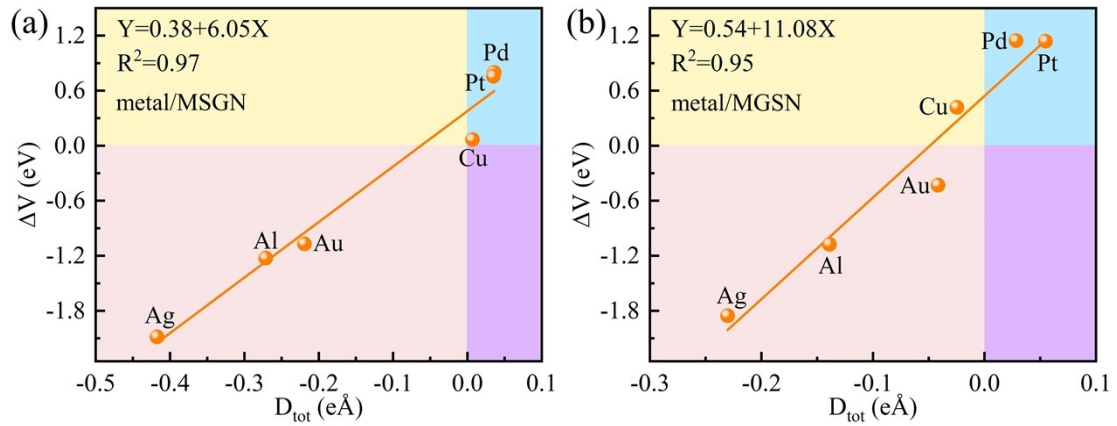 (a)
Y=0.38+6.05X
R²=0.97
metal/MSGN
Pd
Pt
Cu
Al
Au
Ag
1.2
0.6
0.0
-0.6
-1.2
-1.8
ΔV (eV)
-0.5 -0.4 -0.3 -0.2 -0.1 0.0 0.1
D_tot (eÅ)
(b)
Y=0.54+11.08X
R²=0.95
metal/MGSN
Pd
Pt
Cu
Au
Al
Ag
1.2
0.6
0.0
-0.6
-1.2
-1.8
ΔV (eV)
-0.3 -0.2 -0.1 0.0 0.1
D_tot (eÅ)